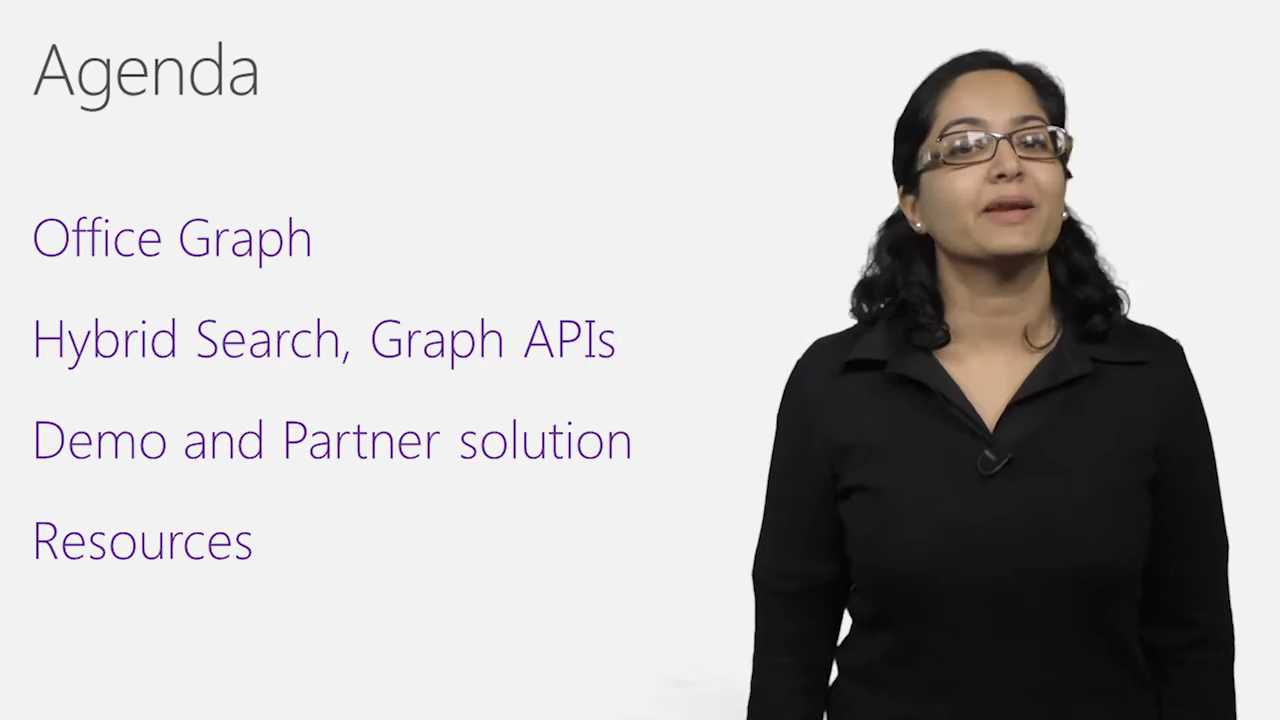 Agenda
Office Graph
Hybrid Search, Graph APIs
Demo and Partner solution
Resources